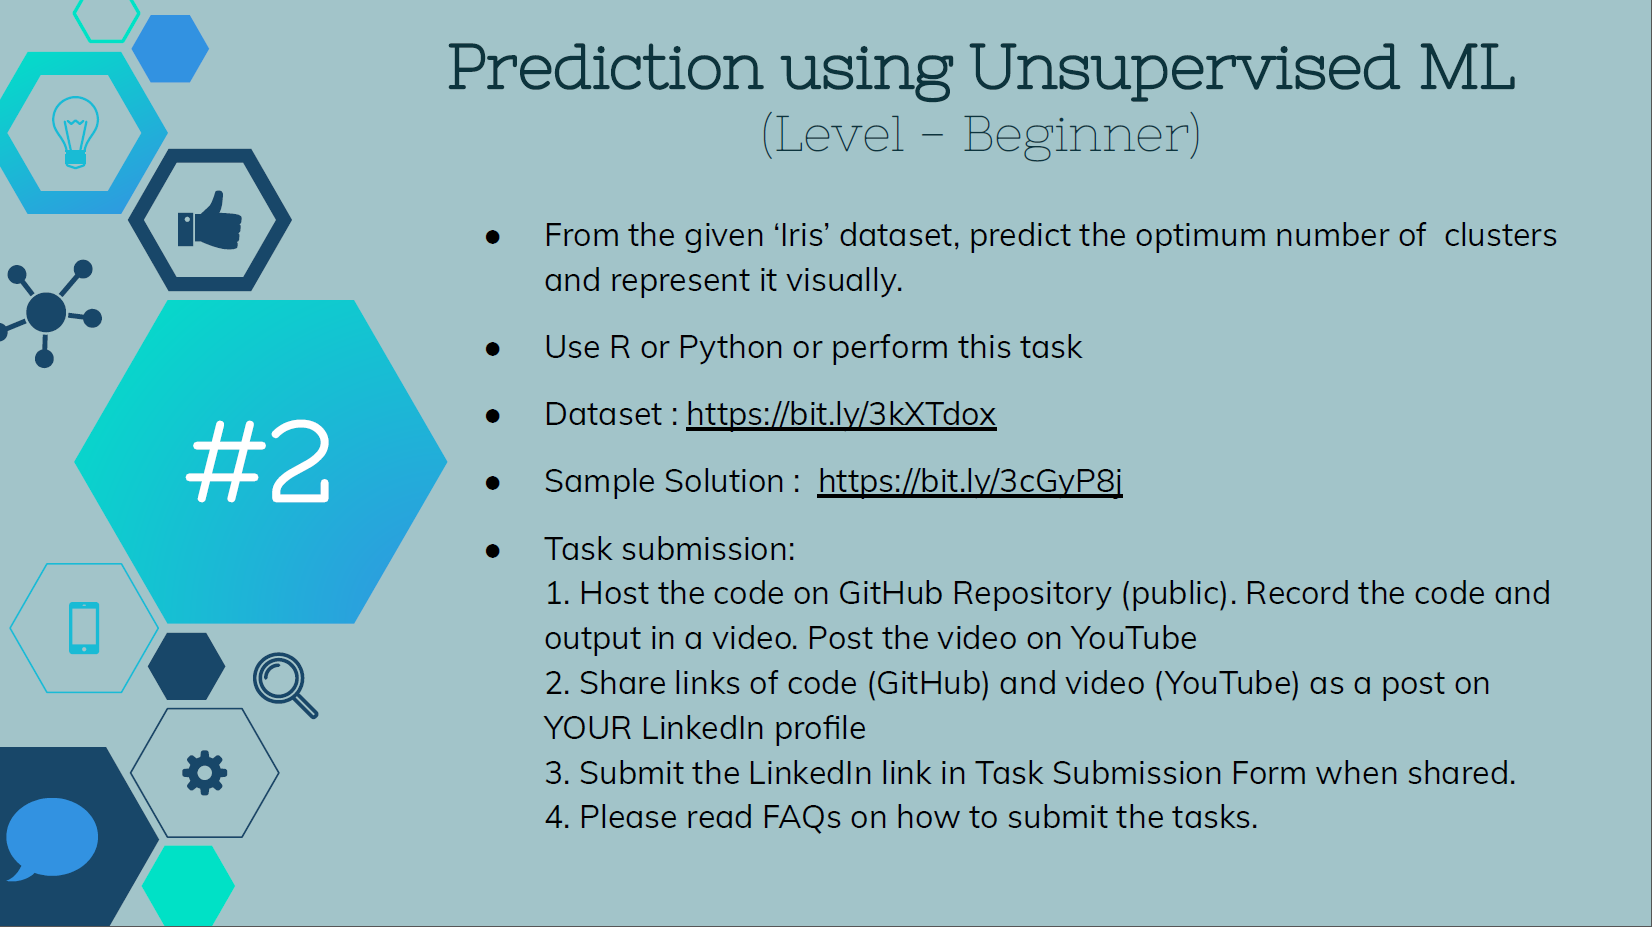 Prediction using Unsupervised ML
(Level - Beginner)
#2
● From the given ‘Iris’ dataset, predict the optimum number of  clusters
and represent it visually.
● Use R or Python or perform this task
● Dataset : https://bit.ly/3kXTdox
● Sample Solution :  https://bit.ly/3cGyP8j
● Task submission:
1. Host the code on GitHub Repository (public). Record the code and
output in a video. Post the video on YouTube
2. Share links of code (GitHub) and video (YouTube) as a post on
YOUR LinkedIn profile
3. Submit the LinkedIn link in Task Submission Form when shared.
4. Please read FAQs on how to submit the tasks.